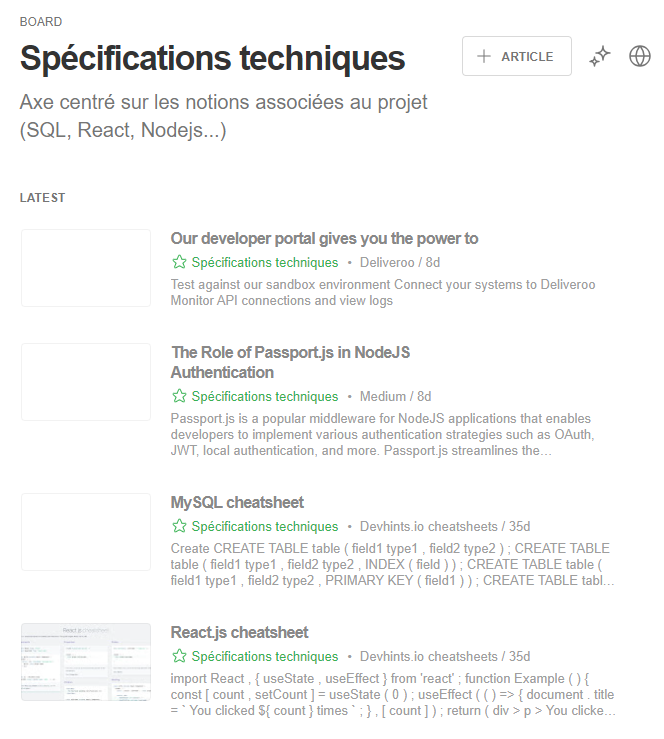 BOARD
Spécifications techniques
+ ARTICLE
Axe centré sur les notions associées au projet
(SQL, React, Nodejs...)
LATEST
Our developer portal gives you the power to
Spécifications techniques • Deliveroo / 8d
Test against our sandbox environment Connect your systems to Deliveroo
Monitor API connections and view logs
The Role of Passport.js in NodeJS
Authentication
Spécifications techniques • Medium / 8d
Passport.js is a popular middleware for NodeJS applications that enables
developers to implement various authentication strategies such as OAuth,
JWT, local authentication, and more. Passport.js streamlines the...
MySQL cheatsheet
Spécifications techniques • Devhints.io cheatsheets / 35d
Create CREATE TABLE table ( field1 type1 , field2 type2 ) ; CREATE TABLE
table ( field1 type1 , field2 type2 , INDEX ( field ) ) ; CREATE TABLE table (
field1 type1 , field2 type2 , PRIMARY KEY ( field1 ) ) ; CREATE TABLE tabl...
React.js cheatsheet
React.js cheatsheet
Spécifications techniques • Devhints.io cheatsheets / 35d
import React , { useState , useEffect } from 'react' ; function Example ( ) {
const [ count , setCount ] = useState ( 0 ) ; useEffect ( ( ) => { document . title
= ` You clicked ${ count } times ` ; } , [ count ] ) ; return ( div > p > You clicke...